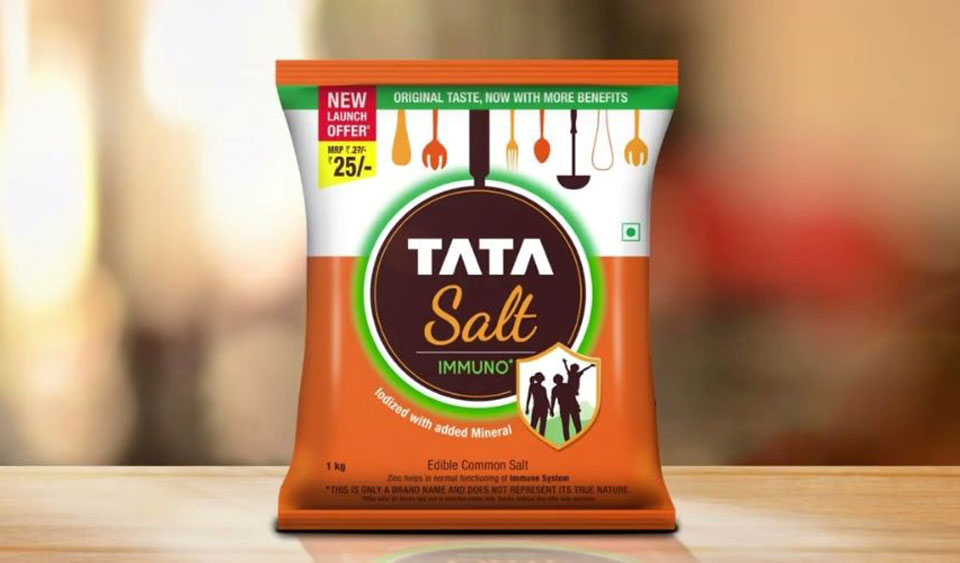 ORIGINAL TASTE, NOW WITH MORE BENEFITS
NEW
LAUNCH
OFFER*
MRP ₹.27/-
₹25/-
TATA
Salt
IMMUNO*
Iodized with added Mineral
1 kg
Edible Common Salt
Zinc helps in normal functioning of Immune System
*THIS IS ONLY A BRAND NAME AND DOES NOT REPRESENT ITS TRUE NATURE.